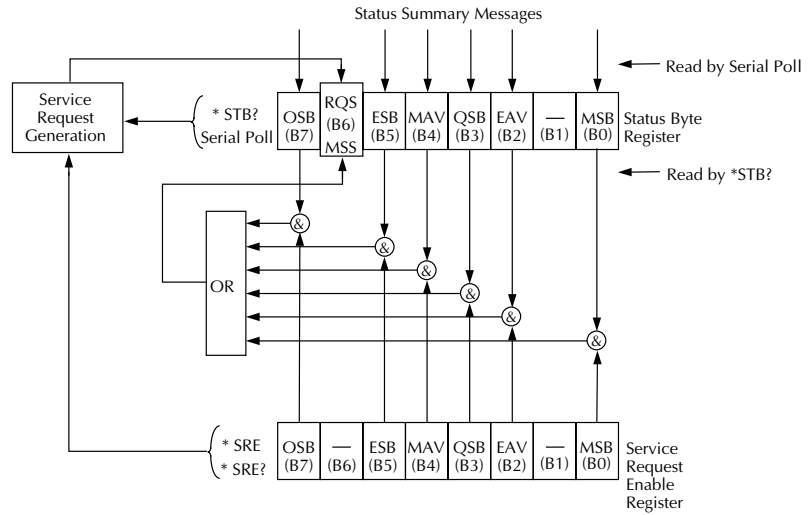 Status Summary Messages
Read by Serial Poll
Service
Request
Generation
* STB?
Serial Poll
OSB
(B7)
RQS
(B6)
MSS
ESB
(B5)
MAV
(B4)
QSB
(B3)
EAV
(B2)
—
(B1)
MSB
(B0)
Status Byte
Register
Read by *STB?
&
&
&
&
&
&
OR
* SRE
* SRE?
OSB
(B7)
—
(B6)
ESB
(B5)
MAV
(B4)
QSB
(B3)
EAV
(B2)
—
(B1)
MSB
(B0)
Service
Request
Enable
Register